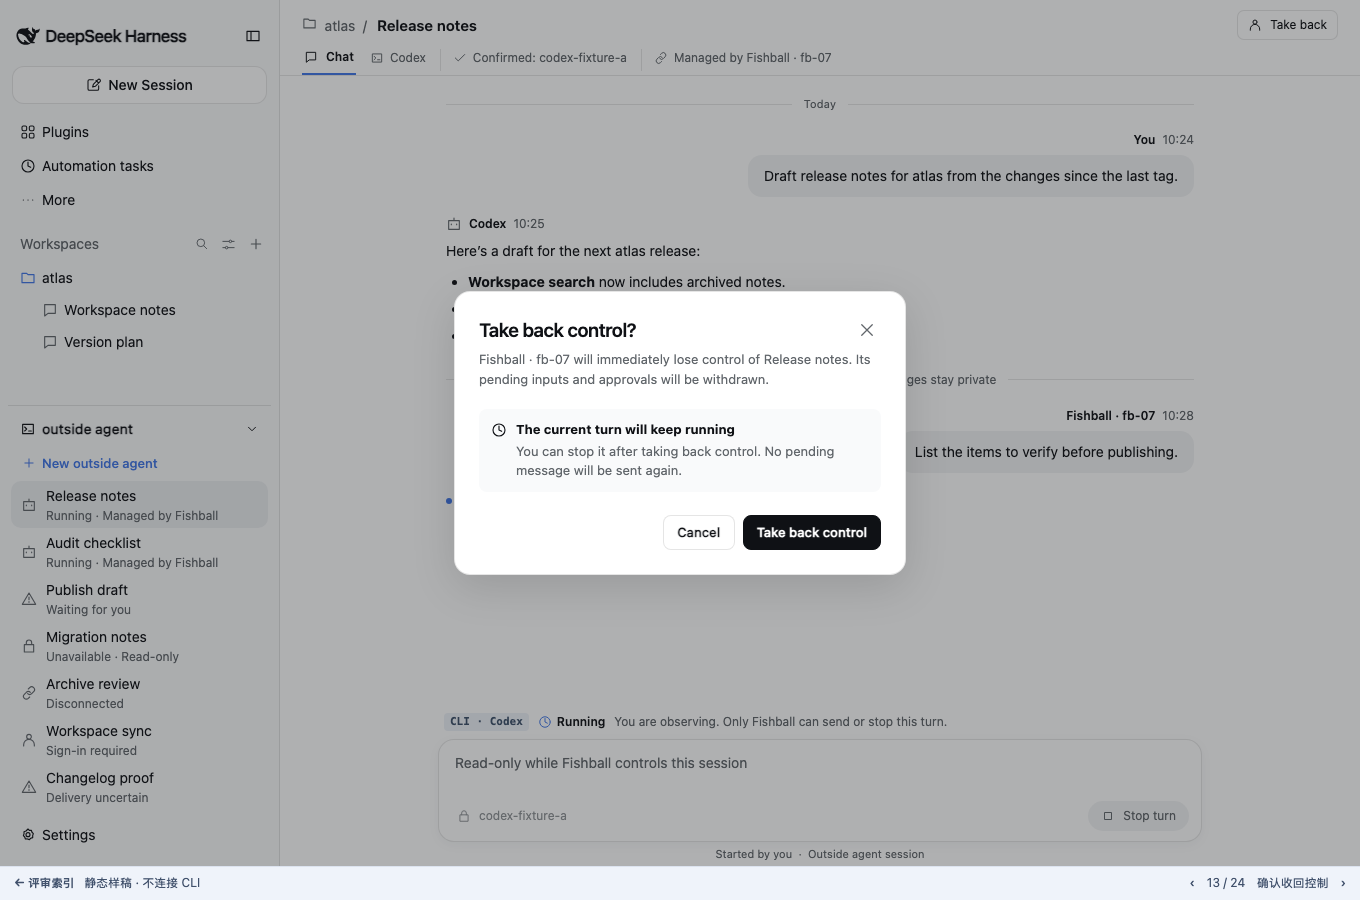 DeepSeek Harness
New Session
Plugins
Automation tasks
More
Workspaces
atlas
Workspace notes
Version plan
outside agent
New outside agent
Release notes
Running · Managed by Fishball
Audit checklist
Running · Managed by Fishball
Publish draft
Waiting for you
Migration notes
Unavailable · Read-only
Archive review
Disconnected
Workspace sync
Sign-in required
Changelog proof
Delivery uncertain
Settings
atlas / Release notes
Take back
Chat
Codex
Confirmed: codex-fixture-a
Managed by Fishball · fb-07
Today
You 10:24
Draft release notes for atlas from the changes since the last tag.
Codex 10:25
Here’s a draft for the next atlas release:
• Workspace search now includes archived notes.
ges stay private
Fishball · fb-07 10:28
List the items to verify before publishing.
Take back control?
Fishball · fb-07 will immediately lose control of Release notes. Its
pending inputs and approvals will be withdrawn.
The current turn will keep running
You can stop it after taking back control. No pending
message will be sent again.
Cancel
Take back control
CLI · Codex
Running
You are observing. Only Fishball can send or stop this turn.
Read-only while Fishball controls this session
codex-fixture-a
Stop turn
Started by you · Outside agent session
← 评审索引
静态样稿 · 不连接 CLI
‹ 13 / 24 确认收回控制 ›